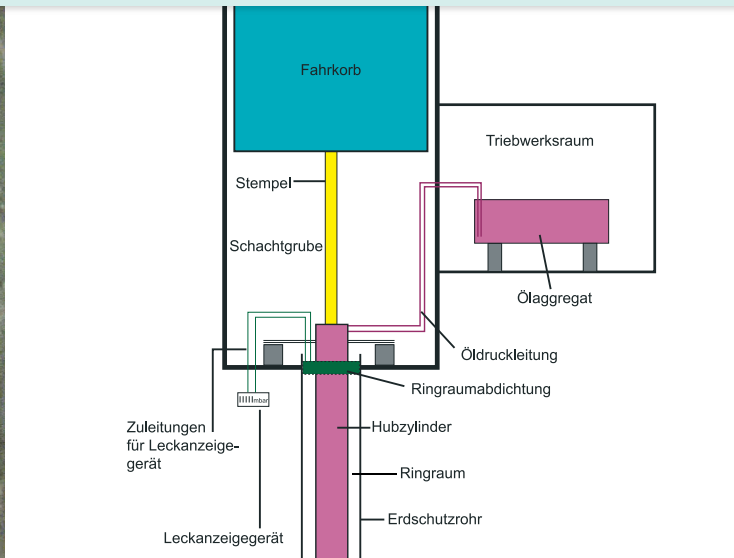 Fahrkorb
Triebwerksraum
Stempel
Schachtgrube
Ölaggregat
Öldruckleitung
Ringraumabdichtung
mbar
Zuleitungen
für Leckanzeige-
gerät
Hubzylinder
Ringraum
Erdschutzrohr
Leckanzeigegerät